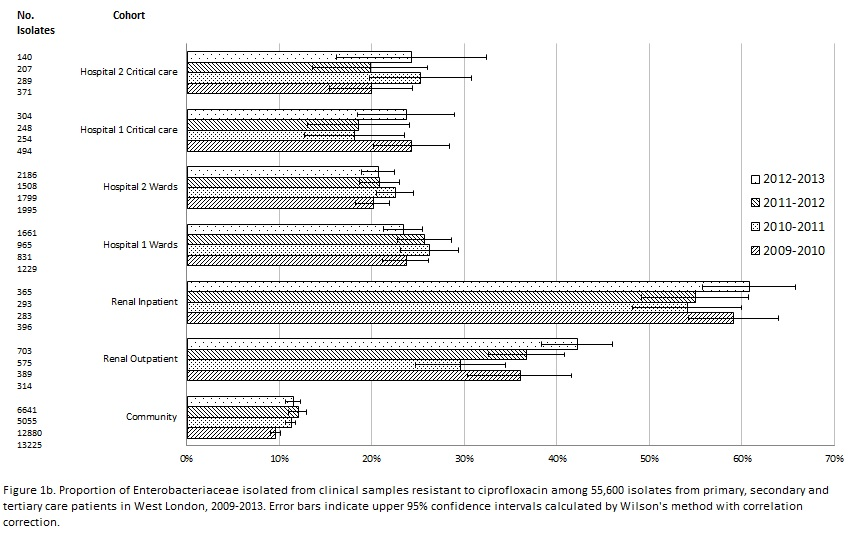 No.
Isolates
Cohort
140
207
289
371
Hospital 2 Critical care
304
248
254
494
Hospital 1 Critical care
2186
1508
1799
1995
Hospital 2 Wards
1661
965
831
1229
Hospital 1 Wards
365
293
283
396
Renal Inpatient
703
575
389
314
Renal Outpatient
6641
5055
12880
13225
Community
2012-2013
2011-2012
2010-2011
2009-2010
0% 10% 20% 30% 40% 50% 60% 70%
Figure 1b. Proportion of Enterobacteriaceae isolated from clinical samples resistant to ciprofloxacin among 55,600 isolates from primary, secondary and
tertiary care patients in West London, 2009-2013. Error bars indicate upper 95% confidence intervals calculated by Wilson's method with correlation
correction.